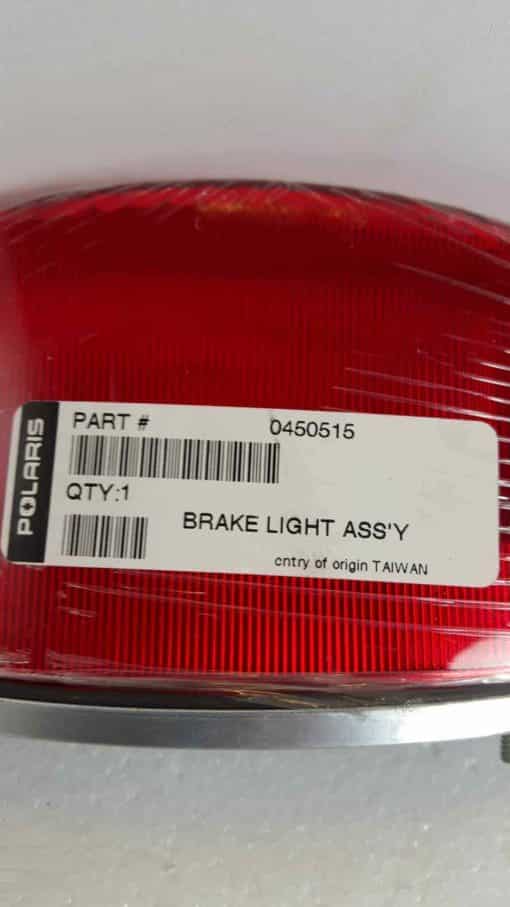 POLARIS
PART # 0450515
QTY:1
BRAKE LIGHT ASS'Y
cntry of origin TAIWAN